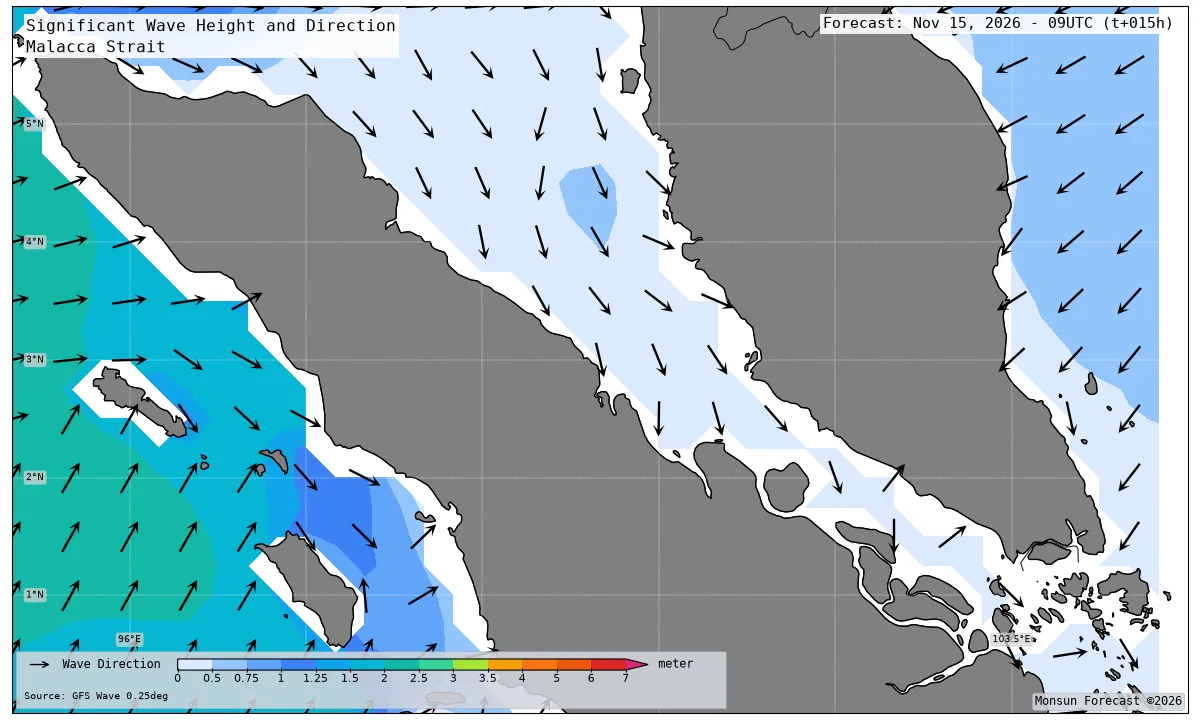 Significant Wave Height and Direction
Malacca Strait
Forecast: Nov 15, 2026 - 09UTC (t+015h)
5°N
4°N
3°N
2°N
1°N
96°E
103.5°E
Wave Direction
meter
0 0.5 0.75 1 1.25 1.5 2 2.5 3 3.5 4 5 6 7
Source: GFS Wave 0.25deg
Monsun Forecast ©2026